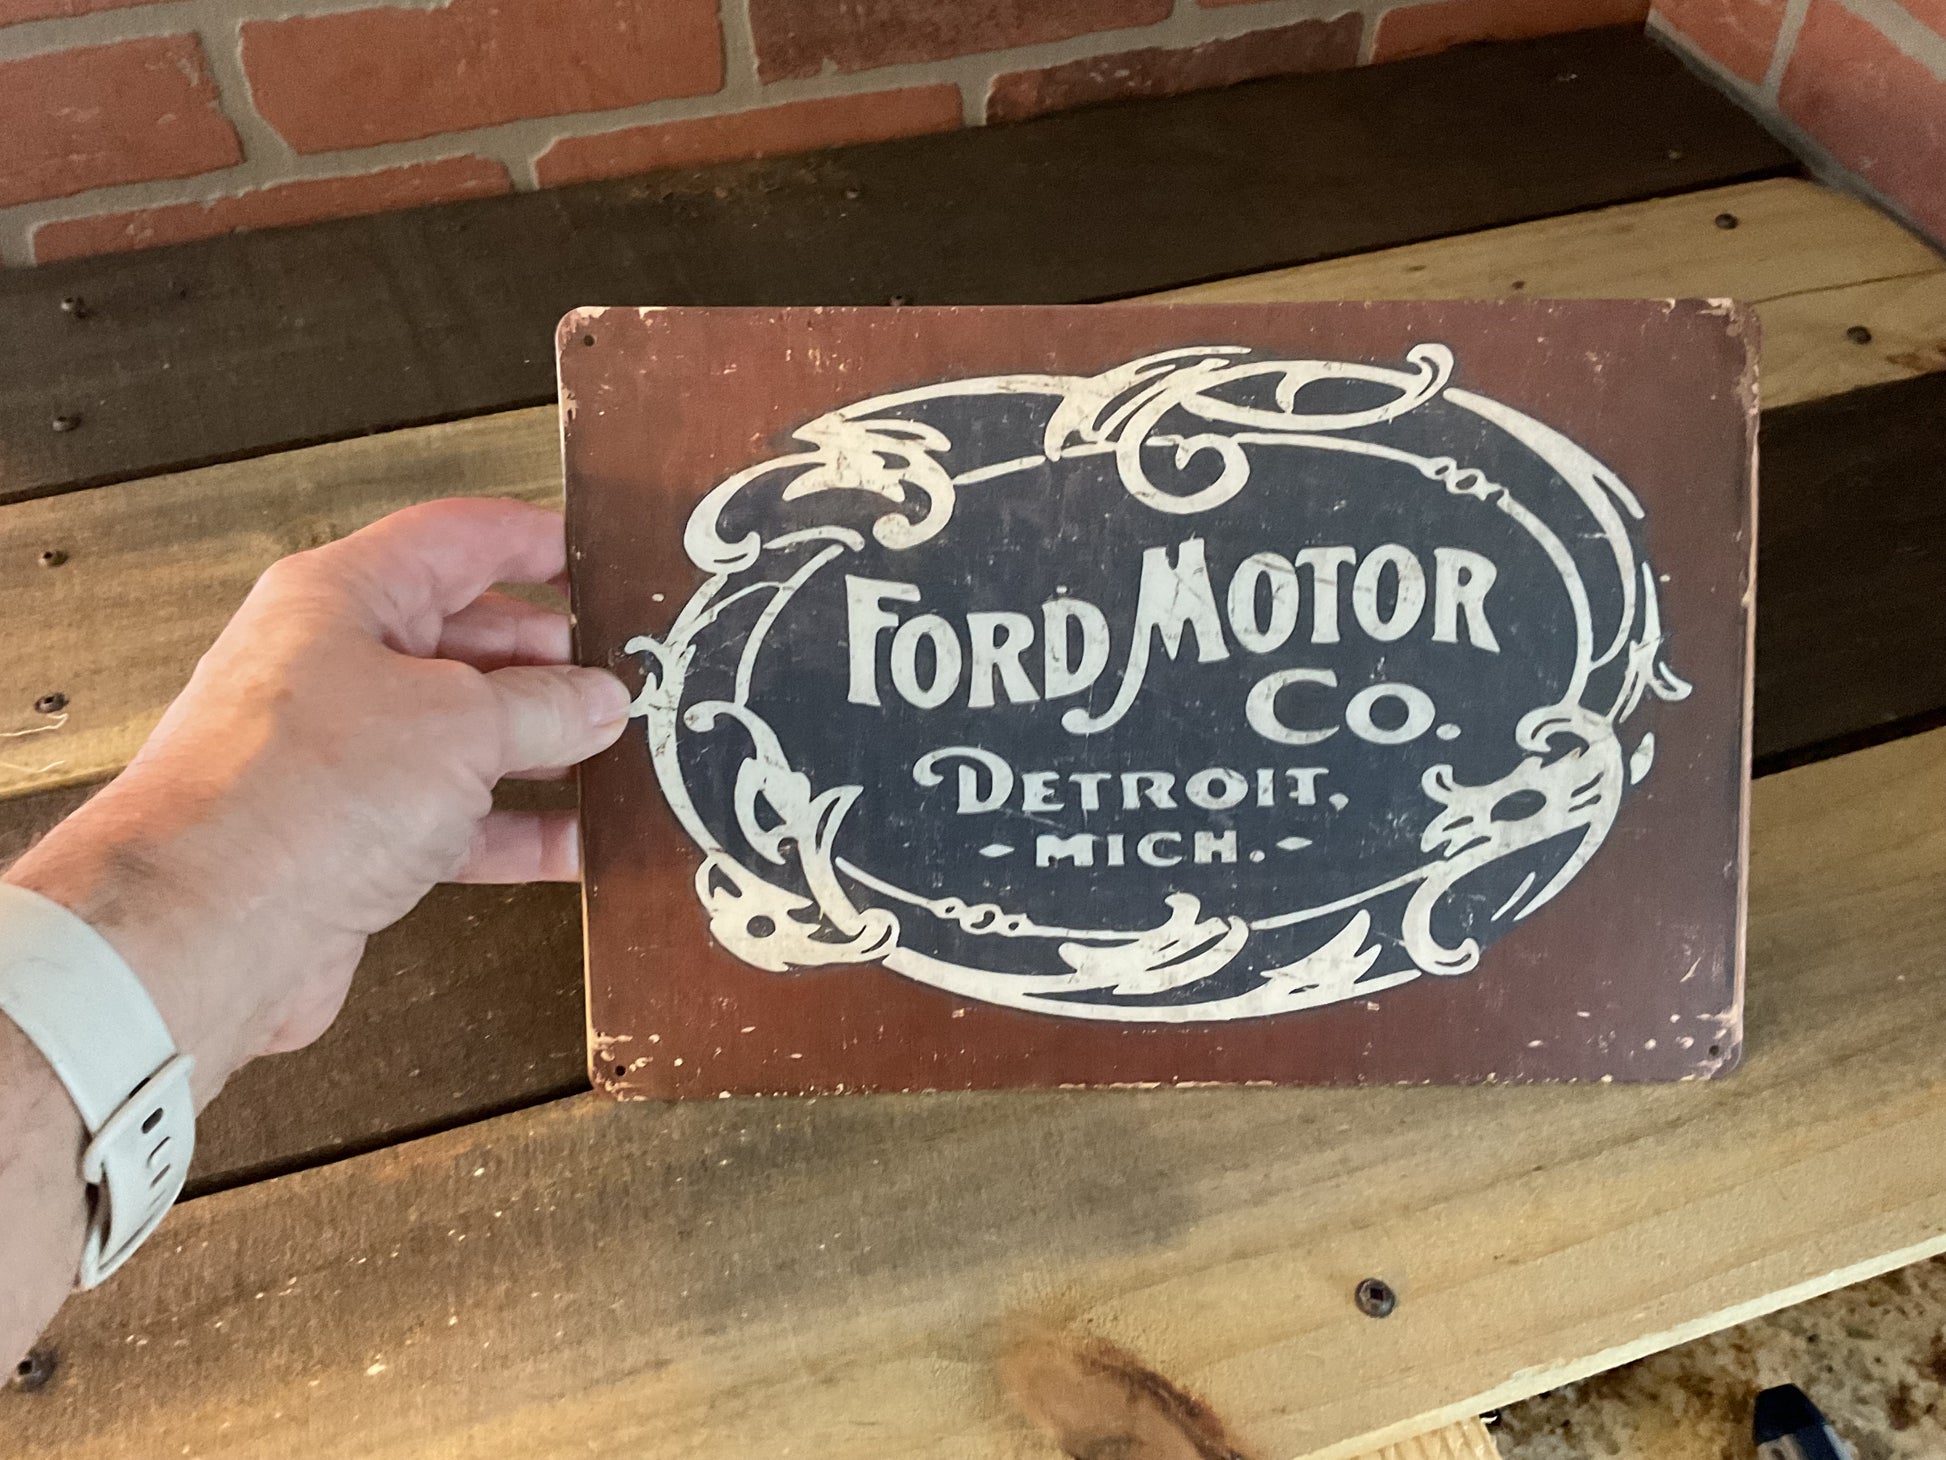 FORD MOTOR
CO.
DETROIT,
- MICH. -